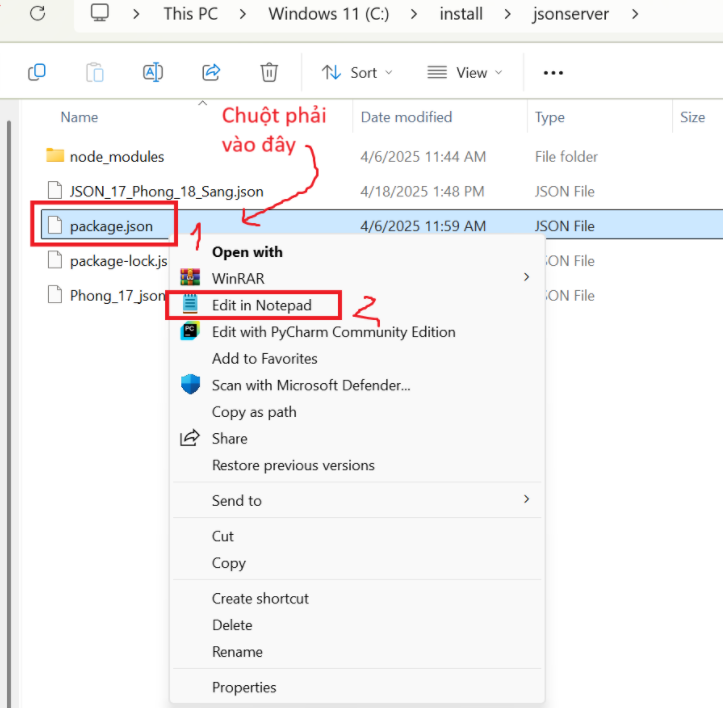 This PC > Windows 11 (C:) > install > jsonserver >
Sort View
Name Date modified Type Size
Chuột phải
vào đây
node_modules 4/6/2025 11:44 AM File folder
JSON_17_Phong_18_Sang.json 4/18/2025 1:48 PM JSON File
package.json 4/6/2025 11:59 AM JSON File
1
package-lock.js SON File
Phong_17_json SON File
Open with
WinRAR
Edit in Notepad
2
Edit with PyCharm Community Edition
Add to Favorites
Scan with Microsoft Defender...
Copy as path
Share
Restore previous versions
Send to
Cut
Copy
Create shortcut
Delete
Rename
Properties